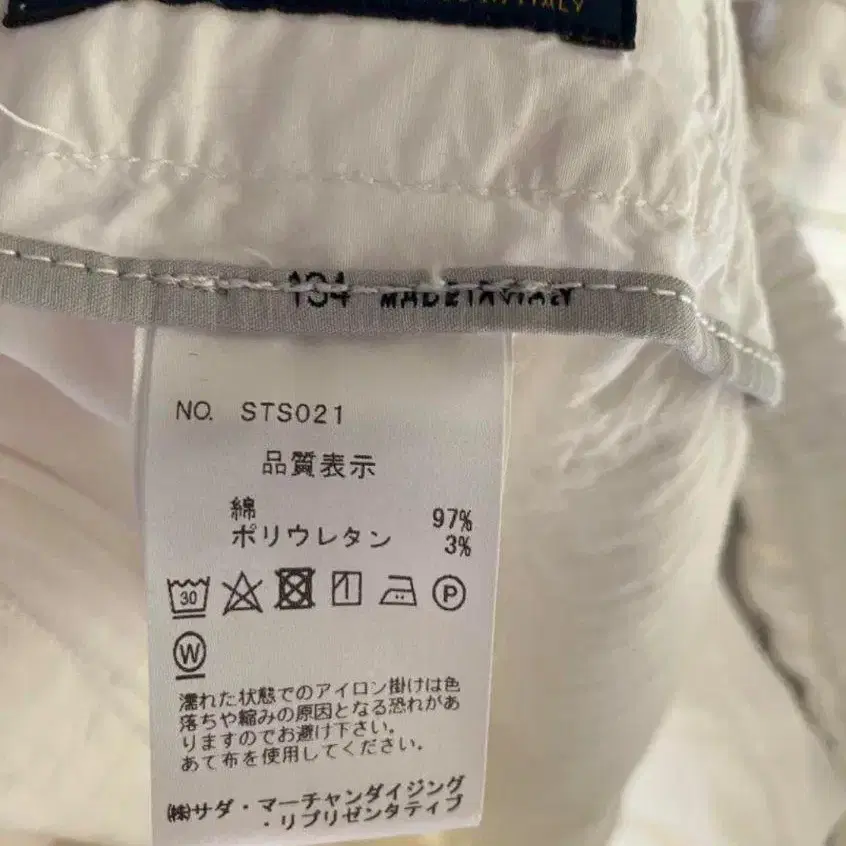 ITALY
134 MADE IN ITALY
NO. STS021
品質表示
綿 97%
ポリウレタン 3%
30
P
W
濡れた状態でのアイロン掛けは色
落ちや縮みの原因となる恐れがあ
りますのでお避け下さい。
あて布を使用してください。
㈱サダ・マーチャンダイジング
・リプリゼンタティブ